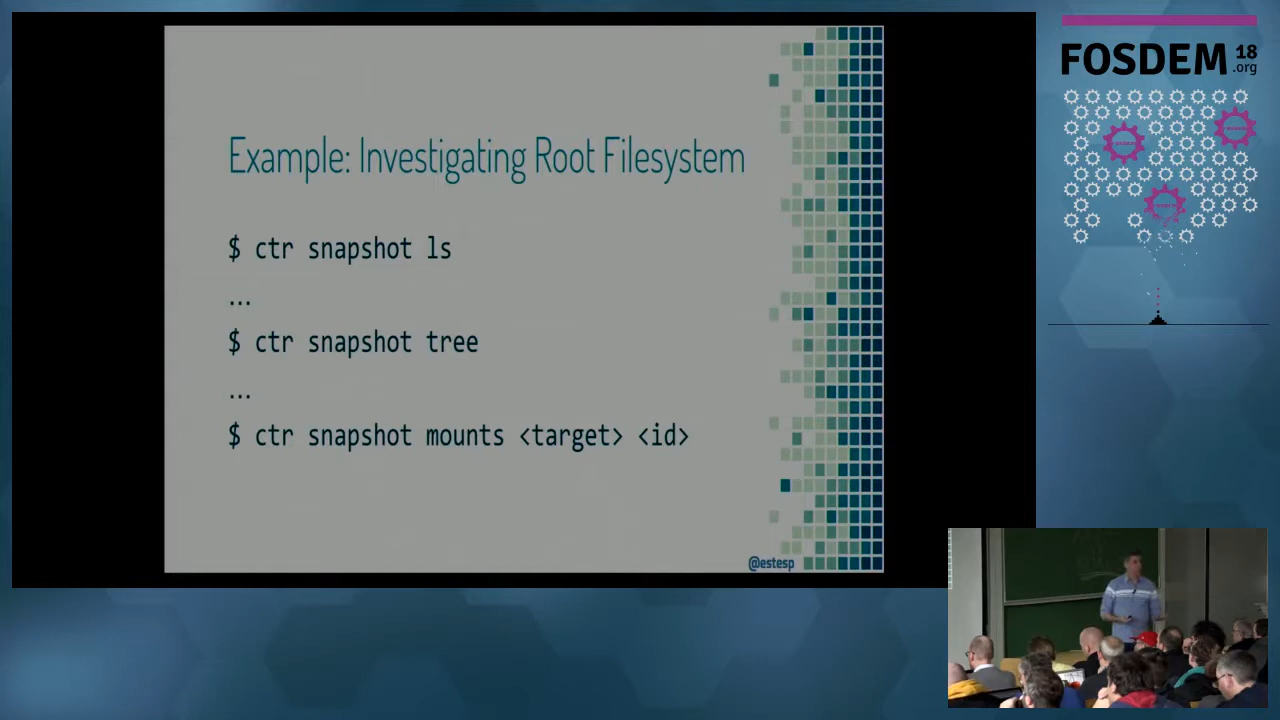 Example: Investigating Root Filesystem
$ ctr snapshot ls
...
$ ctr snapshot tree
...
$ ctr snapshot mounts <target> <id>
@estesp
FOSDEM 18
.org